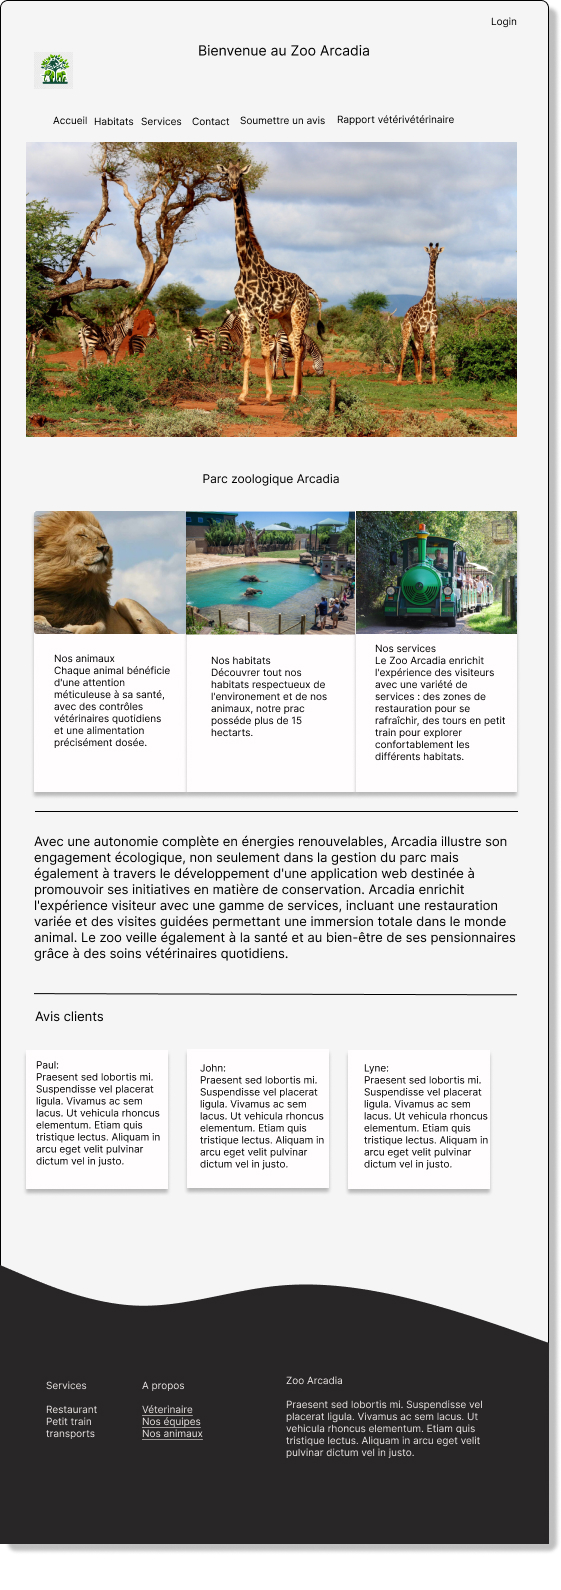 Login
Bienvenue au Zoo Arcadia
Accueil Habitats Services Contact Soumettre un avis Rapport vétérivétérinaire
Parc zoologique Arcadia
Nos animaux
Chaque animal bénéficie
d'une attention
méticuleuse à sa santé,
avec des contrôles
vétérinaires quotidiens
et une alimentation
précisément dosée.
Nos habitats
Découvrer tout nos
habitats respectueux de
l'environement et de nos
animaux, notre prac
posséde plus de 15
hectarts.
Nos services
Le Zoo Arcadia enrichit
l'expérience des visiteurs
avec une variété de
services : des zones de
restauration pour se
rafraîchir, des tours en petit
train pour explorer
confortablement les
différents habitats.
Avec une autonomie complète en énergies renouvelables, Arcadia illustre son
engagement écologique, non seulement dans la gestion du parc mais
également à travers le développement d'une application web destinée à
promouvoir ses initiatives en matière de conservation. Arcadia enrichit
l'expérience visiteur avec une gamme de services, incluant une restauration
variée et des visites guidées permettant une immersion totale dans le monde
animal. Le zoo veille également à la santé et au bien-être de ses pensionnaires
grâce à des soins vétérinaires quotidiens.
Avis clients
Paul:
Praesent sed lobortis mi.
Suspendisse vel placerat
ligula. Vivamus ac sem
lacus. Ut vehicula rhoncus
elementum. Etiam quis
tristique lectus. Aliquam in
arcu eget velit pulvinar
dictum vel in justo.
John:
Praesent sed lobortis mi.
Suspendisse vel placerat
ligula. Vivamus ac sem
lacus. Ut vehicula rhoncus
elementum. Etiam quis
tristique lectus. Aliquam in
arcu eget velit pulvinar
dictum vel in justo.
Lyne:
Praesent sed lobortis mi.
Suspendisse vel placerat
ligula. Vivamus ac sem
lacus. Ut vehicula rhoncus
elementum. Etiam quis
tristique lectus. Aliquam in
arcu eget velit pulvinar
dictum vel in justo.
Services
Restaurant
Petit train
transports
A propos
Véterinaire
Nos équipes
Nos animaux
Zoo Arcadia
Praesent sed lobortis mi. Suspendisse vel
placerat ligula. Vivamus ac sem lacus. Ut
vehicula rhoncus elementum. Etiam quis
tristique lectus. Aliquam in arcu eget velit
pulvinar dictum vel in justo.